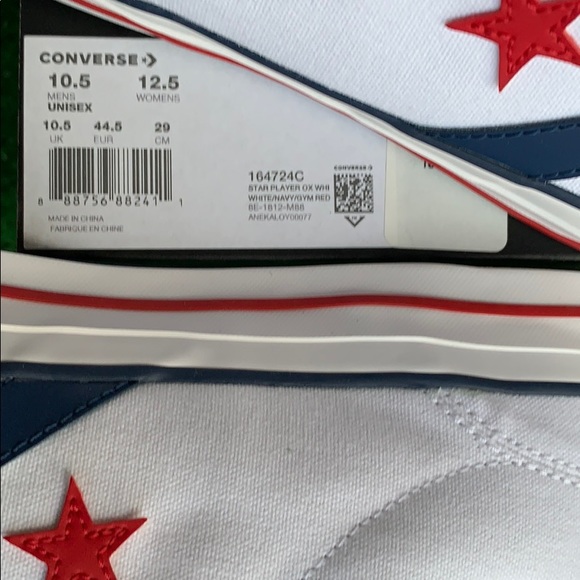 CONVERSE
10.5 12.5
MENS WOMENS
UNISEX
10.5 44.5 29
UK EUR CM
8 88756 88241 1
MADE IN CHINA
FABRIQUE EN CHINE
164724C
STAR PLAYER OX WHI
WHITE/NAVY/GYM RED
8E-1812-M88
ANEKALOY00077
CONVERSE